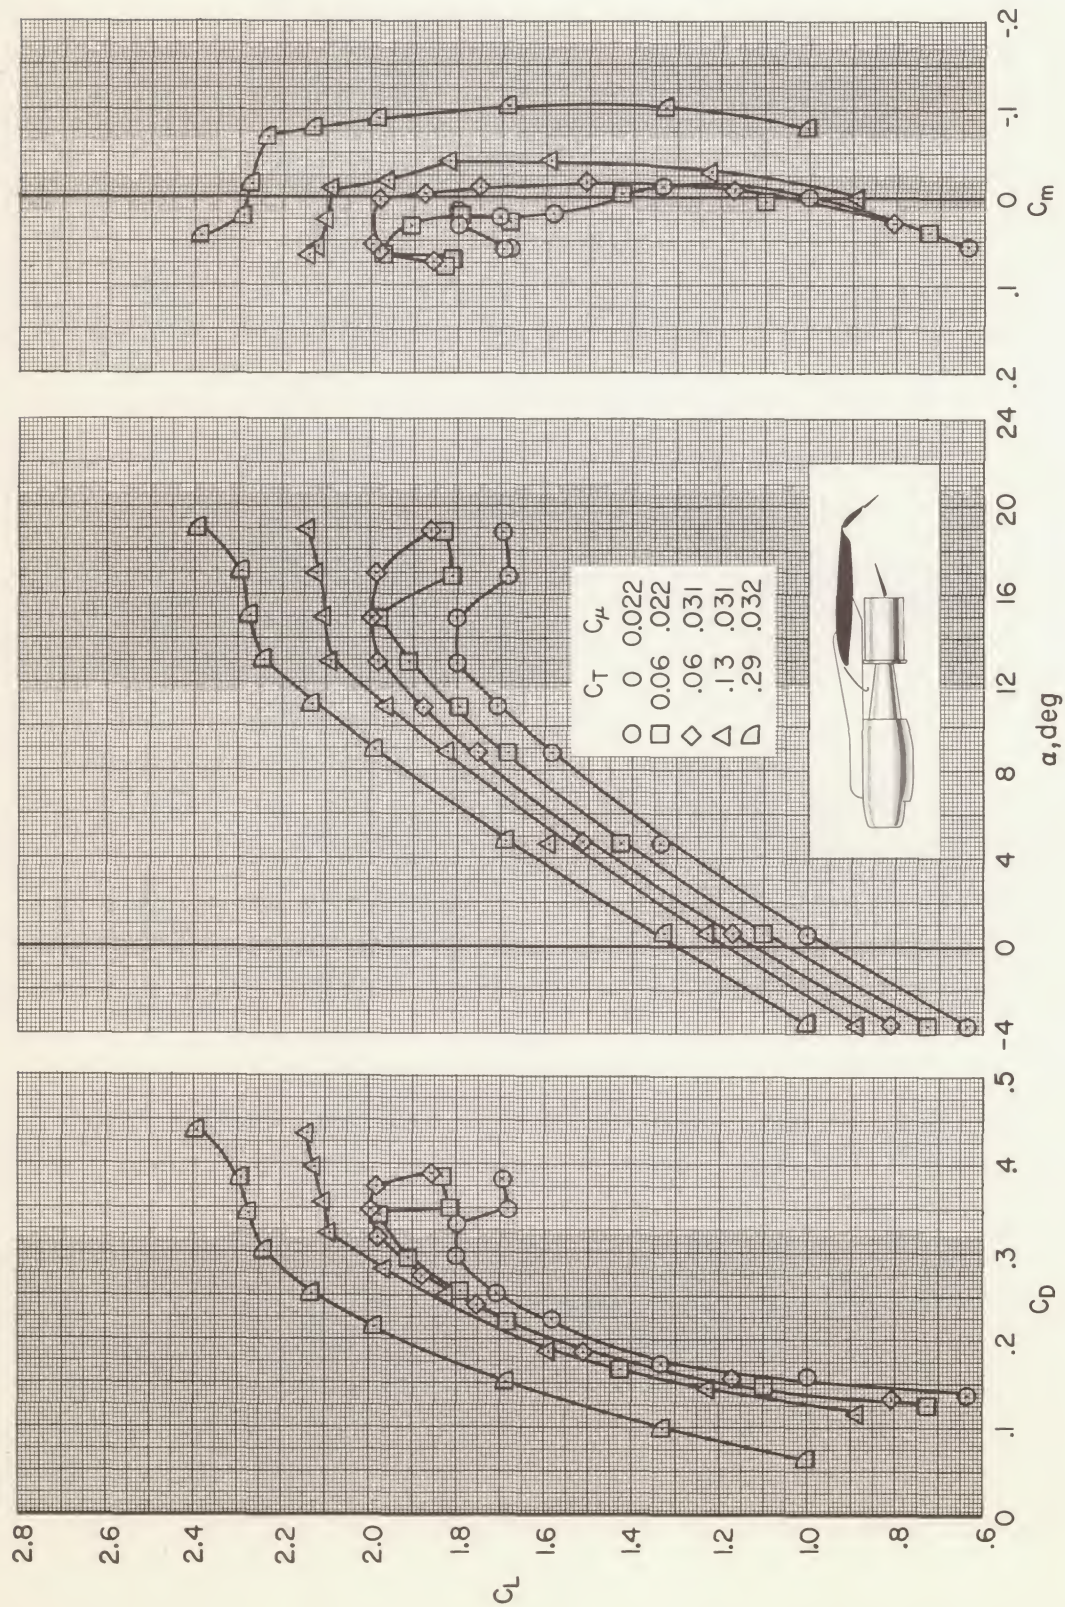 2.8
2.6
2.4
2.2
2.0
1.8
1.6
1.4
1.2
1.0
.8
.6
C_L
0 .1 .2 .3 .4 .5
C_D
-4 0 4 8 12 16 20 24
α, deg
.2 .1 0 -.1 -.2
C_m
C_T C_μ
0 0.022
0.06 .022
.06 .031
.13 .031
.29 .032